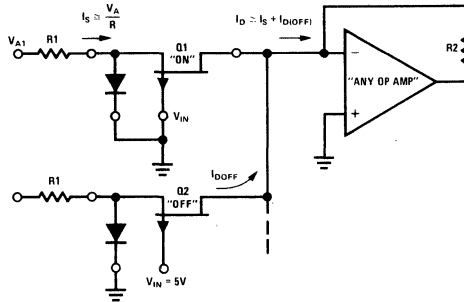 I_S ≅ V_A/R
I_D ≅ I_S + I_D(OFF)
V_A1
R1
Q1
"ON"
V_IN
"ANY OP AMP"
−
+
R2
R1
Q2
"OFF"
I_DOFF
V_IN = 5V